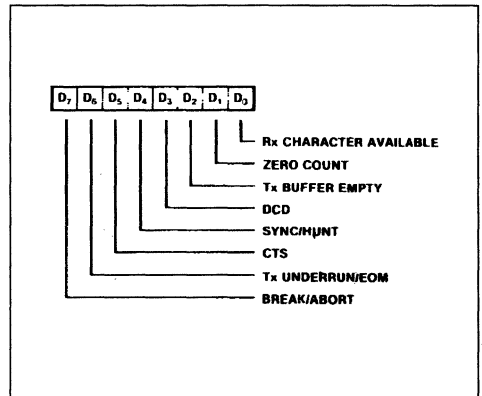 D7 D6 D5 D4 D3 D2 D1 D0
Rx CHARACTER AVAILABLE
ZERO COUNT
Tx BUFFER EMPTY
DCD
SYNC/HUNT
CTS
Tx UNDERRUN/EOM
BREAK/ABORT